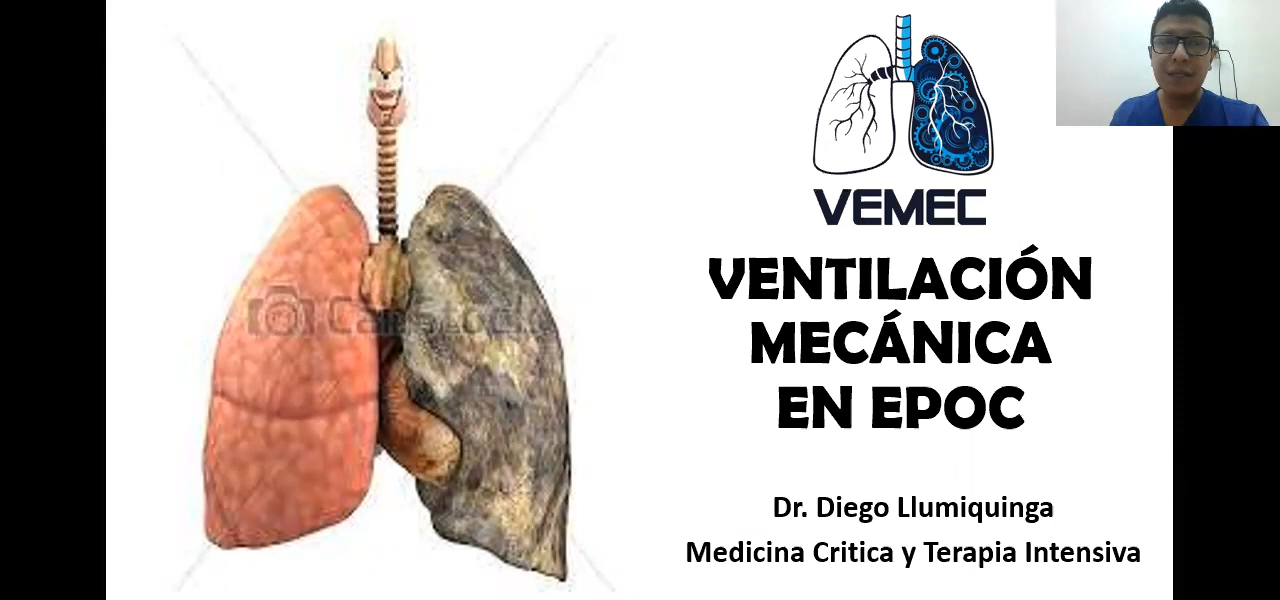 VEMEC
VENTILACIÓN
MECÁNICA
EN EPOC
Dr. Diego Llumiquinga
Medicina Critica y Terapia Intensiva